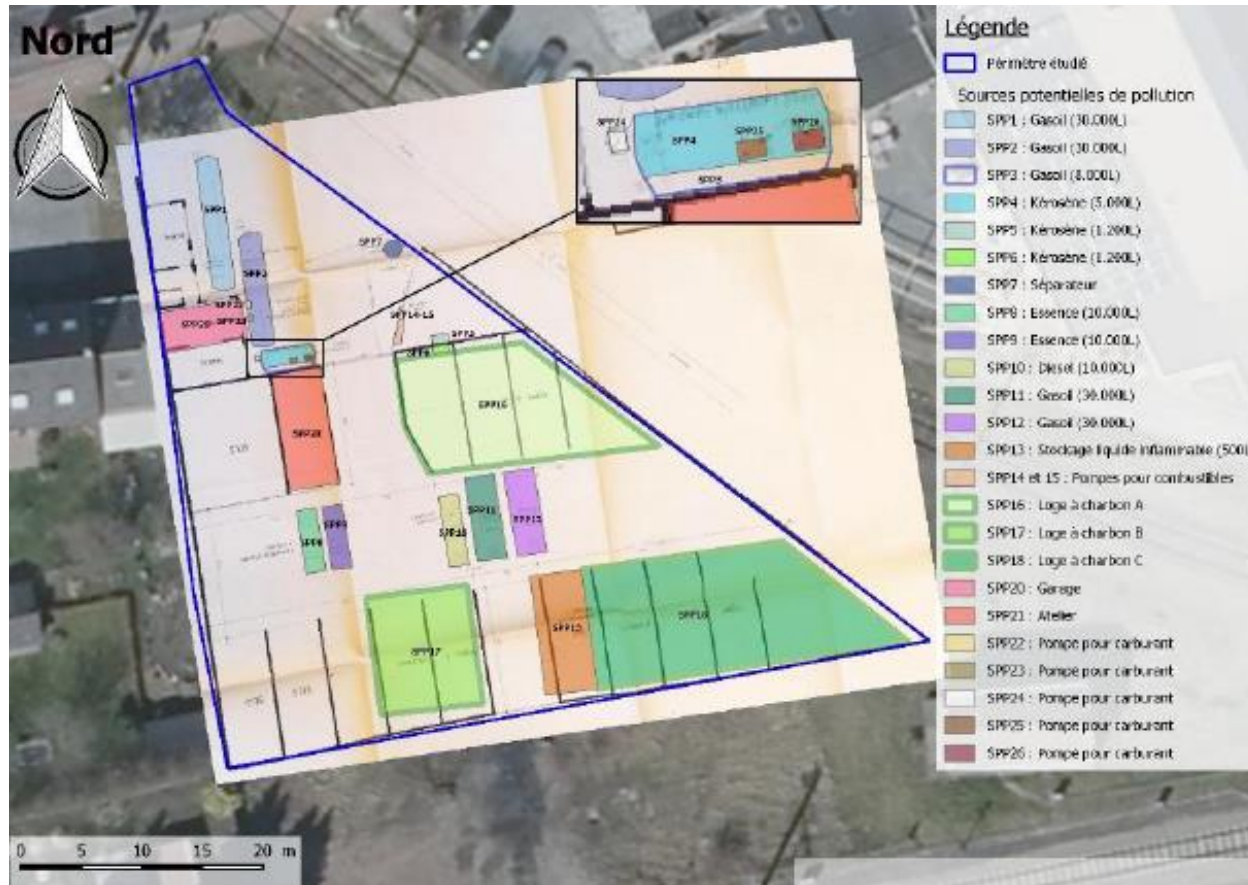 Nord
Légende
Périmètre étudié
Sources potentielles de pollution
SPP1 : Gasoil (30.000L)
SPP2 : Gasoil (30.000L)
SPP3 : Gasoil (8.000L)
SPP4 : Kérosène (5.000L)
SPP5 : Kérosène (1.200L)
SPP6 : Kérosène (1.200L)
SPP7 : Séparateur
SPP8 : Essence (10.000L)
SPP9 : Essence (10.000L)
SPP10 : Diesel (10.000L)
SPP11 : Gasoil (30.000L)
SPP12 : Gasoil (30.000L)
SPP13 : Stockage liquide inflammable (500L
SPP14 et 15 : Pompes pour combustibles
SPP16 : Loge à charbon A
SPP17 : Loge à charbon B
SPP18 : Loge à charbon C
SPP20 : Garage
SPP21 : Atelier
SPP22 : Pompe pour carburant
SPP23 : Pompe pour carburant
SPP24 : Pompe pour carburant
SPP25 : Pompe pour carburant
SPP26 : Pompe pour carburant
SPP24
SPP4
SPP25
SPP26
SPP3
SPP1
SPP2
SPP7
SPP20
SPP14-15
SPP16
SPP21
SPP8
SPP9
SPP10
SPP11
SPP12
SPP13
SPP18
SPP17
0 5 10 15 20 m